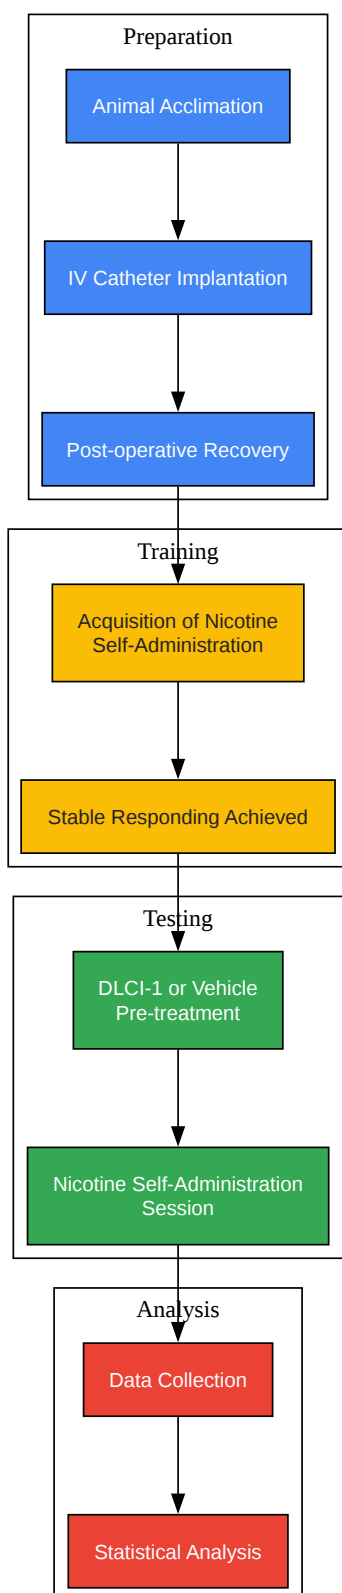 Preparation
Animal Acclimation
IV Catheter Implantation
Post-operative Recovery
Training
Acquisition of Nicotine
Self-Administration
Stable Responding Achieved
Testing
DLCI-1 or Vehicle
Pre-treatment
Nicotine Self-Administration
Session
Analysis
Data Collection
Statistical Analysis